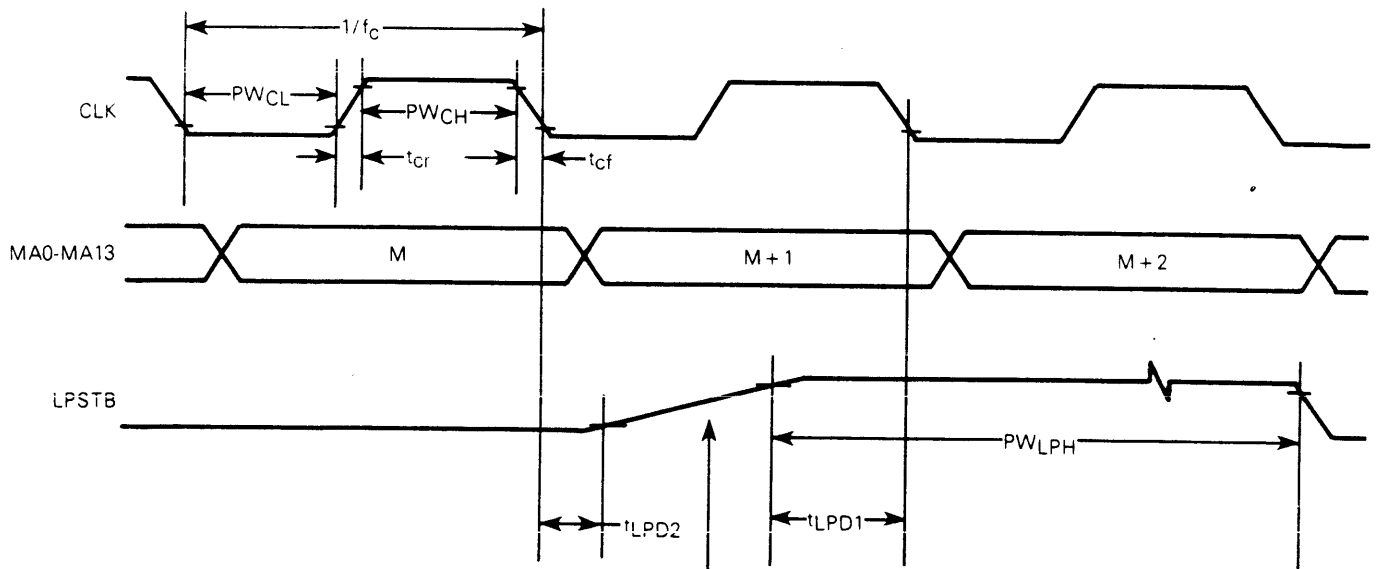 1/fC
CLK
PWCL
PWCH
tCr
tCf
MA0-MA13
M
M + 1
M + 2
LPSTB
PWLPH
tLPD2
tLPD1